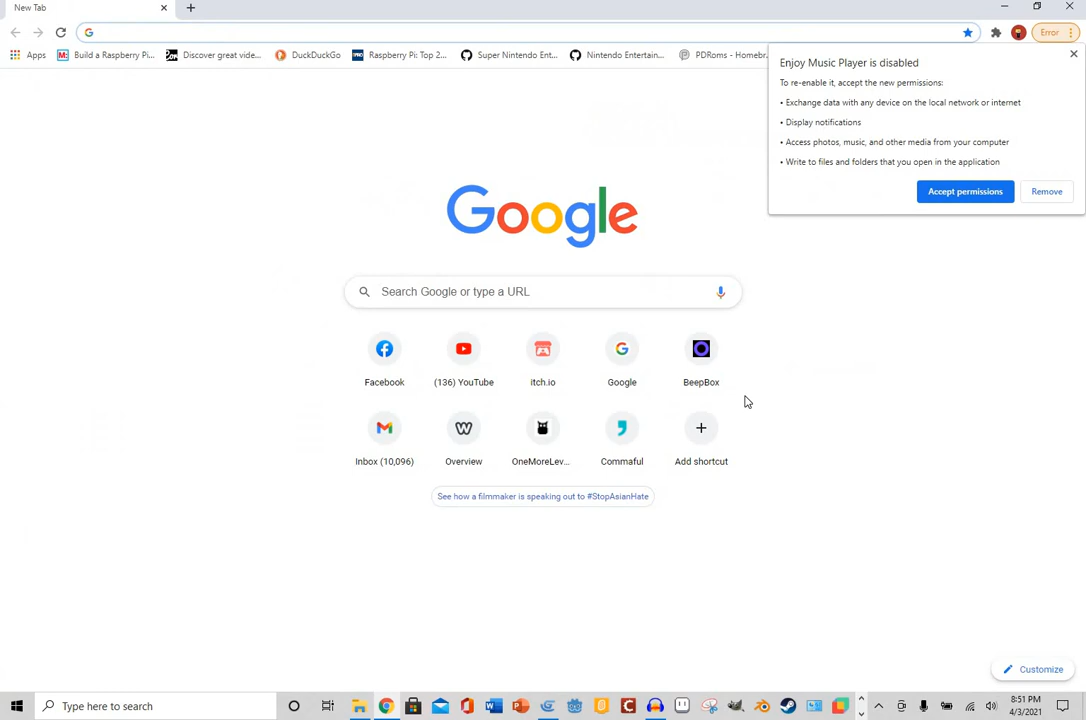 New Tab
Error
Apps
Build a Raspberry Pi...
Discover great vide...
DuckDuckGo
Raspberry Pi: Top 2...
Super Nintendo Ent...
Nintendo Entertain...
PDRoms - Homebr
Enjoy Music Player is disabled
To re-enable it, accept the new permissions:
• Exchange data with any device on the local network or internet
• Display notifications
• Access photos, music, and other media from your computer
• Write to files and folders that you open in the application
Accept permissions
Remove
Google
Search Google or type a URL
Facebook
(136) YouTube
itch.io
Google
BeepBox
Inbox (10,096)
Overview
OneMoreLev...
Commaful
Add shortcut
See how a filmmaker is speaking out to #StopAsianHate
Customize
Type here to search
8:51 PM
4/3/2021